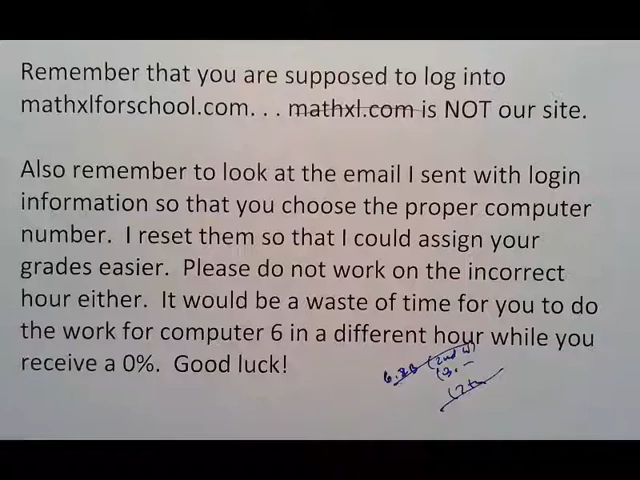 Remember that you are supposed to log into
mathxlforschool.com. . . mathxl.com is NOT our site.
Also remember to look at the email I sent with login
information so that you choose the proper computer
number. I reset them so that I could assign your
grades easier. Please do not work on the incorrect
hour either. It would be a waste of time for you to do
the work for computer 6 in a different hour while you
receive a 0%. Good luck!